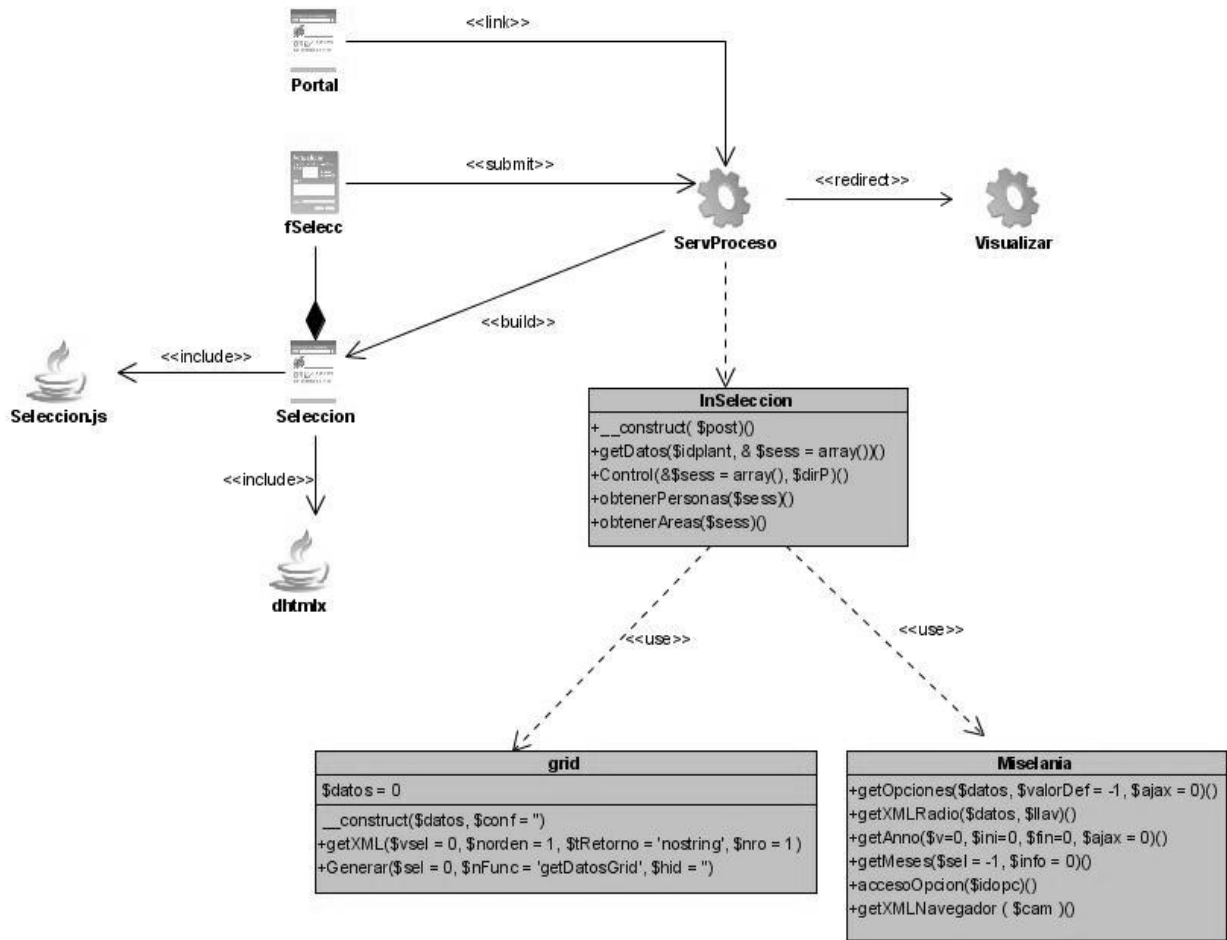 <<link>>
Portal
<<submit>>
fSelecc
<<redirect>>
ServProceso
Visualizar
<<build>>
<<include>>
Seleccion.js
Seleccion
<<include>>
dhtmlx
InSeleccion
+__construct( $post)()
+getDatos($idplant, & $sess = array())()
+Control(&$sess = array(), $dirP)()
+obtenerPersonas($sess)()
+obtenerAreas($sess)()
<<use>>
<<use>>
grid
$datos = 0
__construct($datos, $conf = '')
+getXML($vsel = 0, $norden = 1, $tRetorno = 'nostring', $nro = 1 )
+Generar($sel = 0, $nFunc = 'getDatosGrid', $hid = '')
Miselania
+getOpciones($datos, $valorDef = -1, $ajax = 0)()
+getXMLRadio($datos, $llav)()
+getAnno($v=0, $ini=0, $fin=0, $ajax = 0)()
+getMeses($sel = -1, $info = 0)()
+accesoOpcion($idopc)()
+getXMLNavegador ( $cam )()